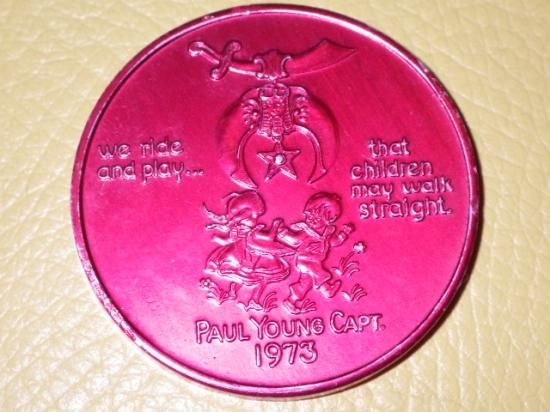 we ride
and play...
that
children
may walk
straight.
PAUL YOUNG CAPT.
1973